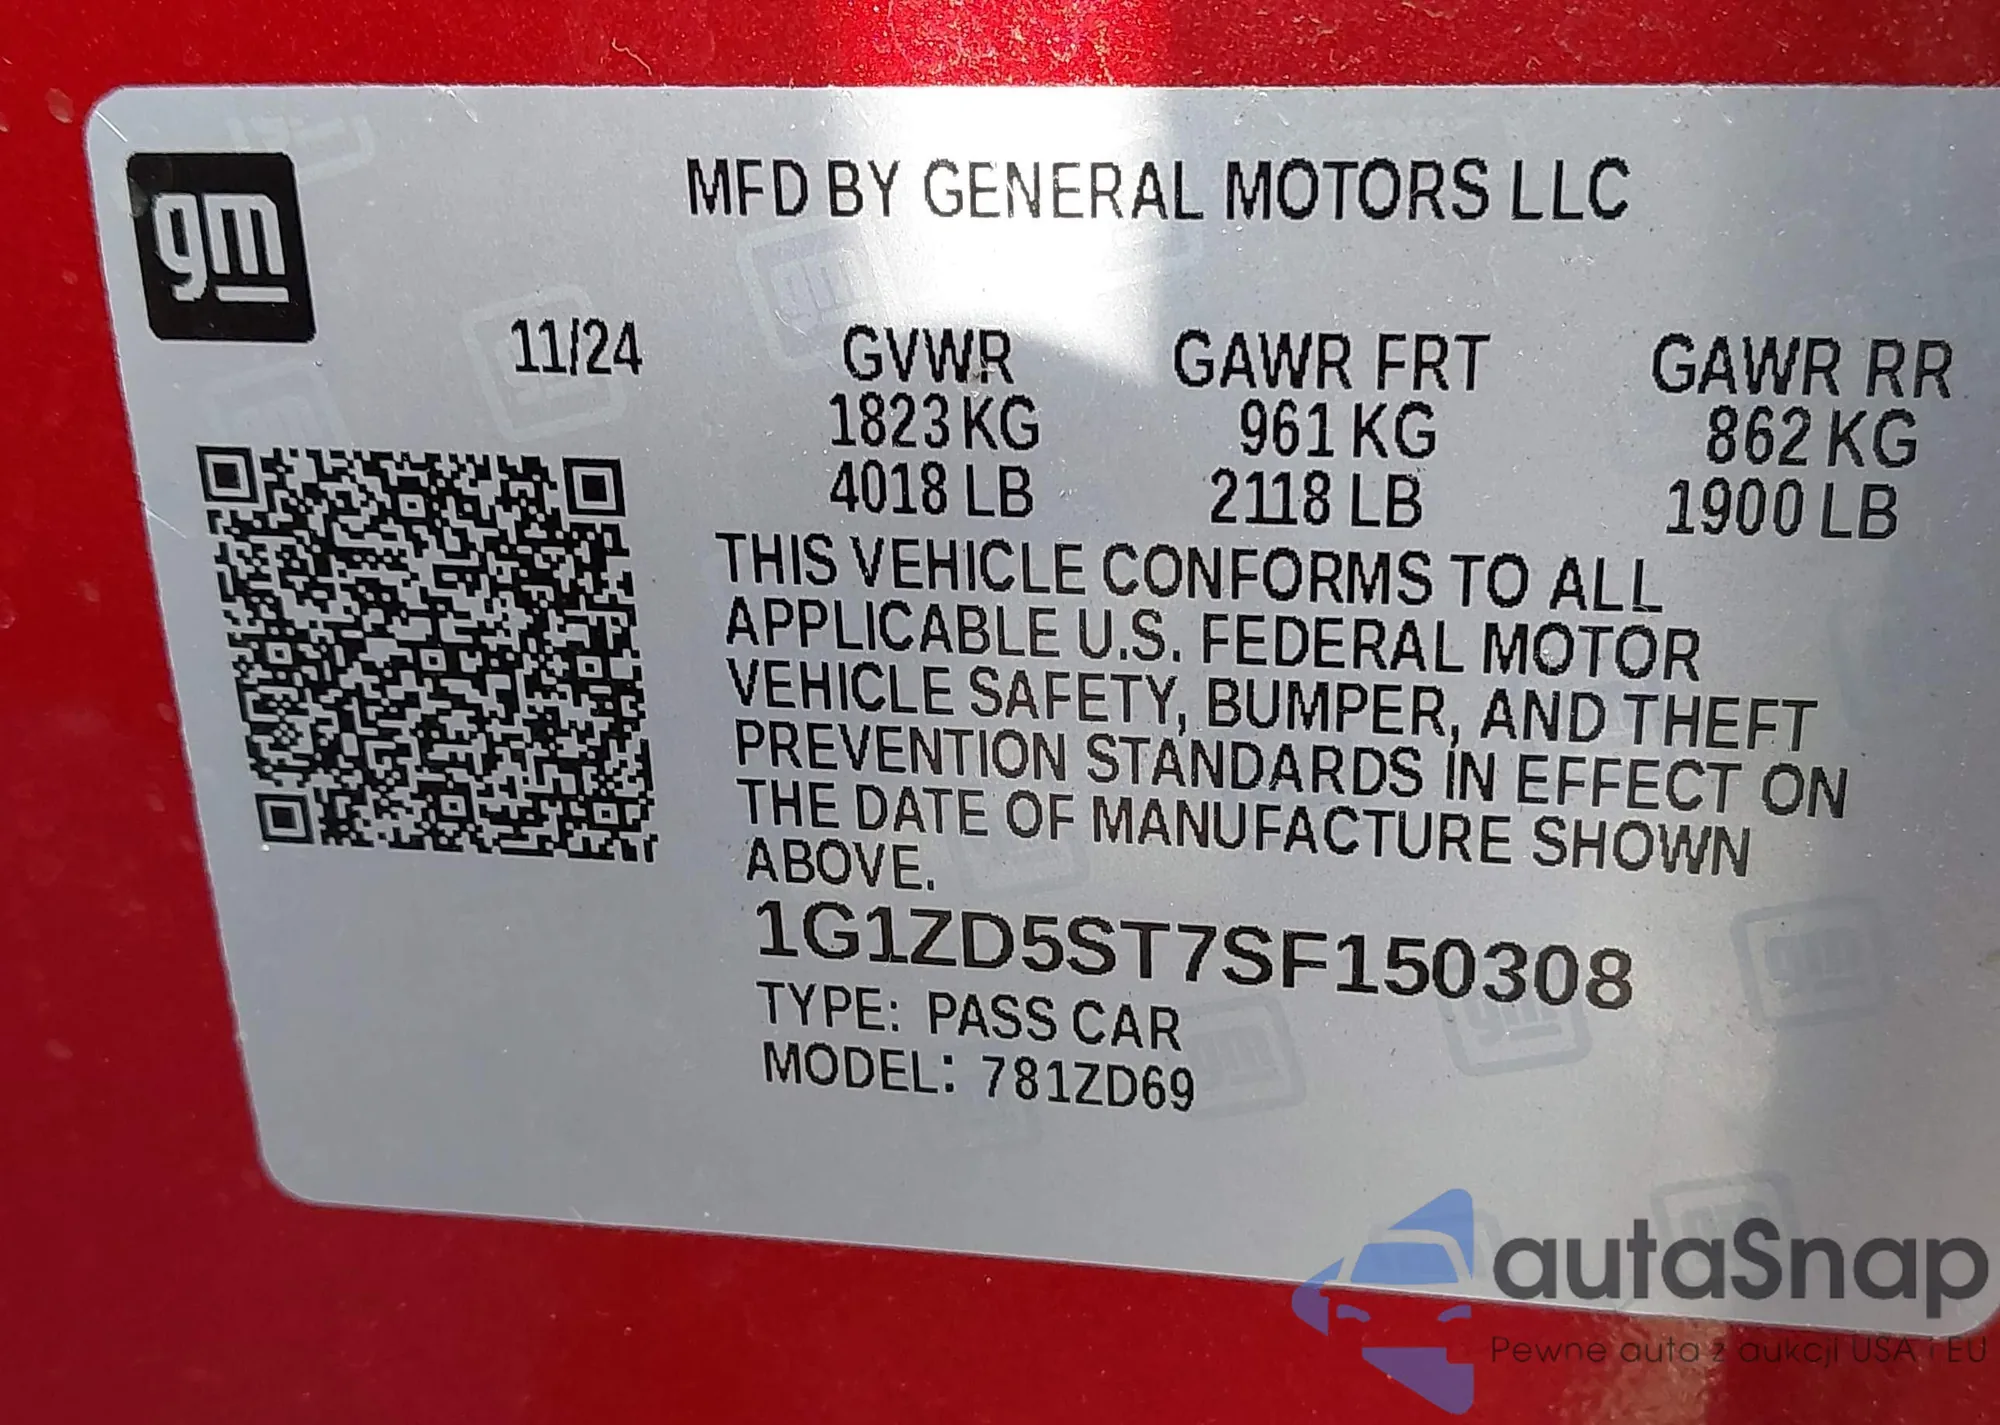 gm
MFD BY GENERAL MOTORS LLC
11/24 GVWR GAWR FRT GAWR RR
1823 KG 961 KG 862 KG
4018 LB 2118 LB 1900 LB
THIS VEHICLE CONFORMS TO ALL
APPLICABLE U.S. FEDERAL MOTOR
VEHICLE SAFETY, BUMPER, AND THEFT
PREVENTION STANDARDS IN EFFECT ON
THE DATE OF MANUFACTURE SHOWN
ABOVE.
1G1ZD5ST7SF150308
TYPE: PASS CAR
MODEL: 781ZD69
autaSnap
Pewne auta z aukcji USA i EU